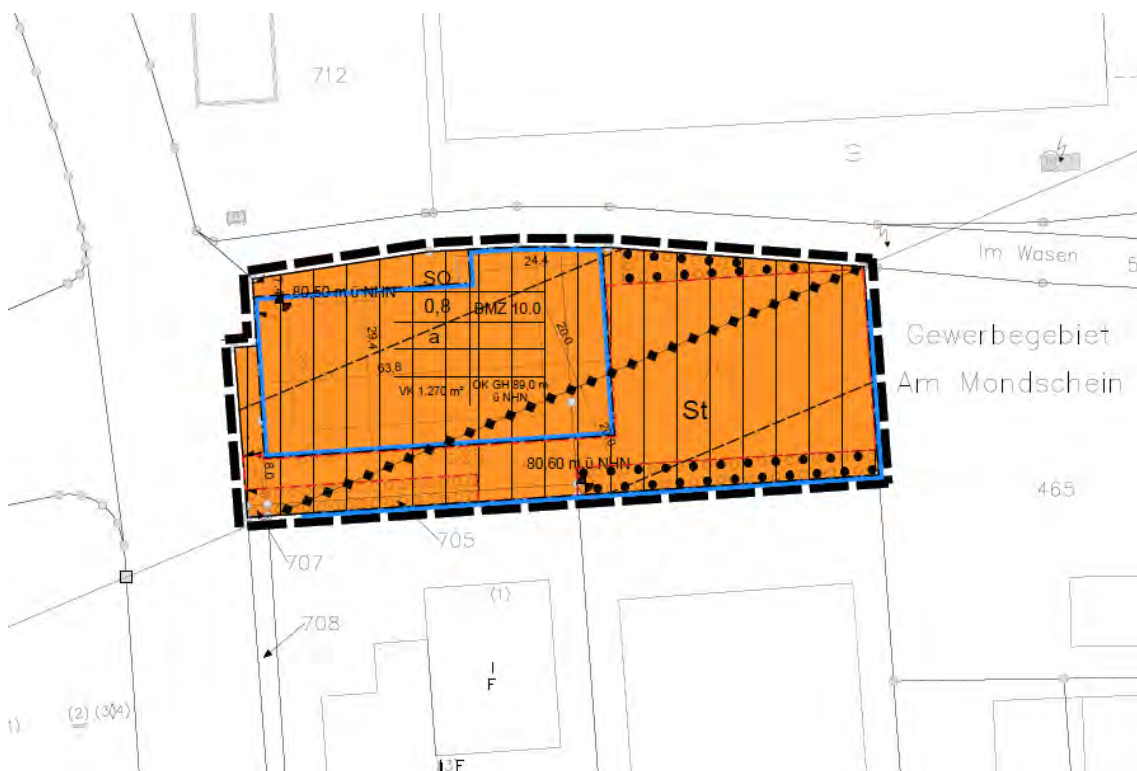 712
Im Wasen
SO
80,50 m ü NHN
0,8
BMZ 10.0
a
24,4
29,4
20,0
63,8
VK 1.270 m²
OK GH 89,0 m
ü NHN
St
Gewerbegebiet
Am Mondschein
8,0
80,60 m ü NHN
465
705
707
708
(1)
I
F
(2)
F